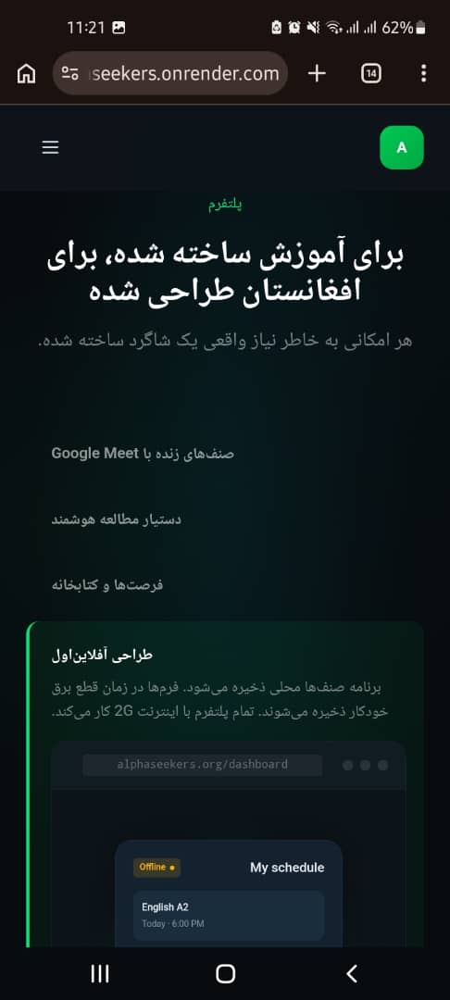 11:21
62%
seekers.onrender.com
14
A
پلتفرم
برای آموزش ساخته شده، برای
افغانستان طراحی شده
هر امکانی به خاطر نیاز واقعی یک شاگرد ساخته شده.
صنف‌های زنده با Google Meet
دستیار مطالعه هوشمند
فرصت‌ها و کتابخانه
طراحی آفلاین‌اول
برنامه صنف‌ها محلی ذخیره می‌شود. فرم‌ها در زمان قطع برق
خودکار ذخیره می‌شوند. تمام پلتفرم با اینترنت 2G کار می‌کند.
alphaseekers.org/dashboard
Offline
My schedule
English A2
Today · 6:00 PM